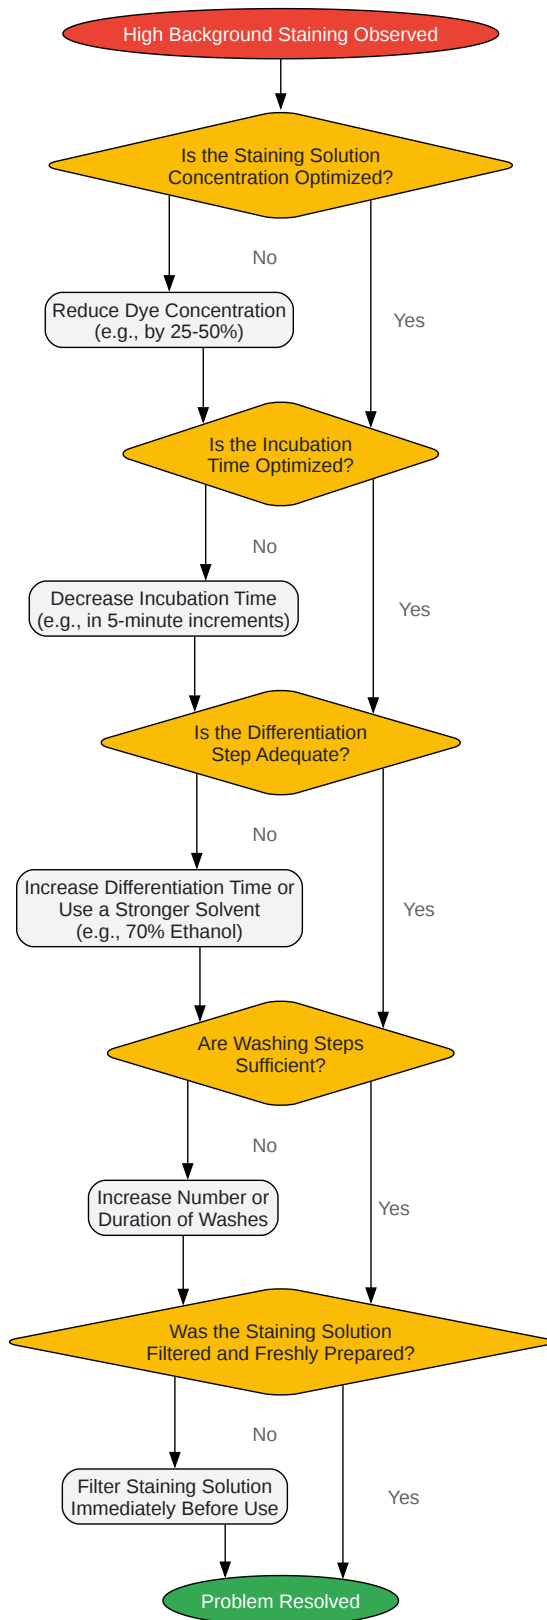 High Background Staining Observed
Is the Staining Solution
Concentration Optimized?
No
Reduce Dye Concentration
(e.g., by 25-50%)
Yes
Is the Incubation
Time Optimized?
No
Decrease Incubation Time
(e.g., in 5-minute increments)
Yes
Is the Differentiation
Step Adequate?
No
Increase Differentiation Time or
Use a Stronger Solvent
(e.g., 70% Ethanol)
Yes
Are Washing Steps
Sufficient?
No
Increase Number or
Duration of Washes
Yes
Was the Staining Solution
Filtered and Freshly Prepared?
No
Filter Staining Solution
Immediately Before Use
Yes
Problem Resolved